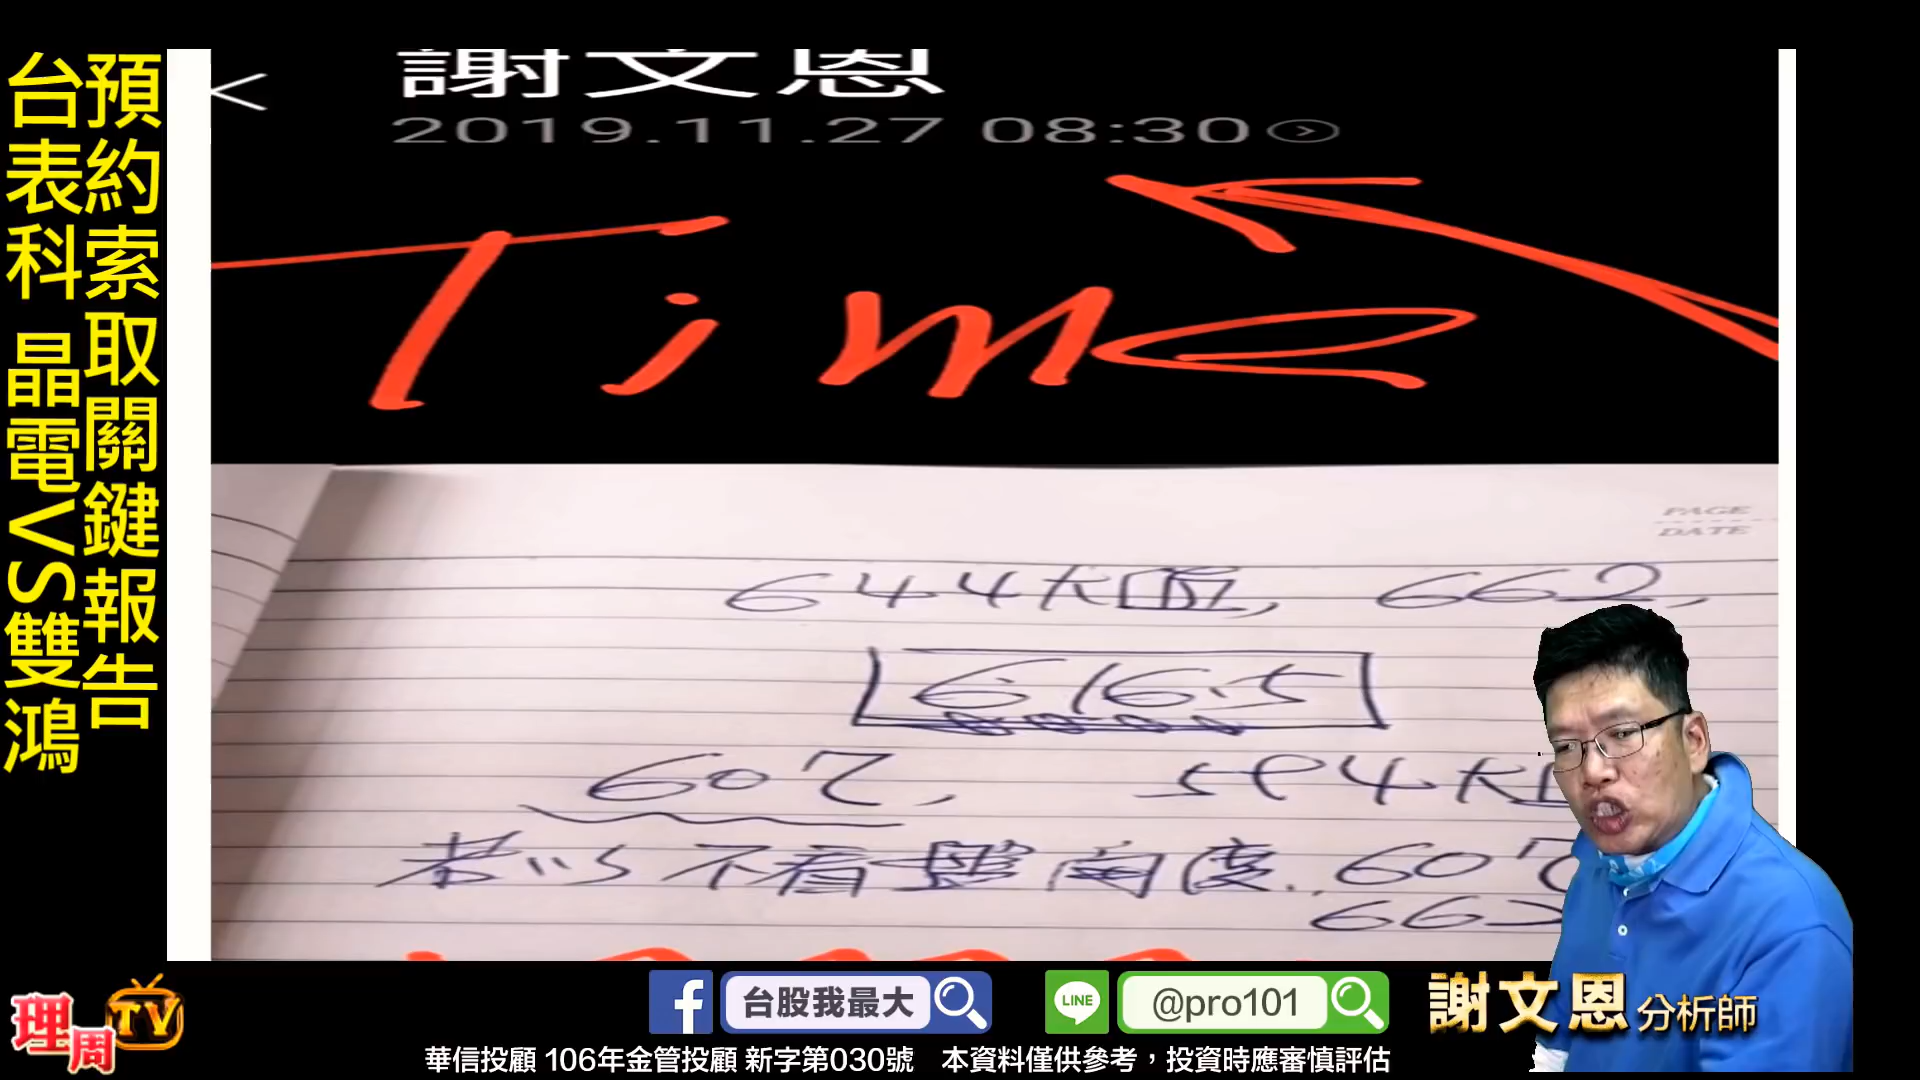 預約索取關鍵報告
台表科 晶電VS雙鴻
謝文恩
2019.11.27 08:30
Time
PAGE
DATE
644大區, 662,
616.5
607, 594大
若以不看盤角度..607
662
理周TV
台股我最大
LINE
@pro101
謝文恩 分析師
華信投顧 106年金管投顧 新字第030號 本資料僅供參考，投資時應審慎評估